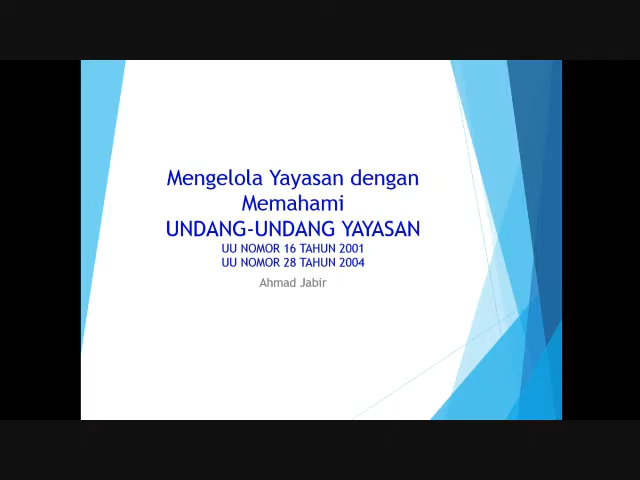 Mengelola Yayasan dengan
Memahami
UNDANG-UNDANG YAYASAN
UU NOMOR 16 TAHUN 2001
UU NOMOR 28 TAHUN 2004
Ahmad Jabir